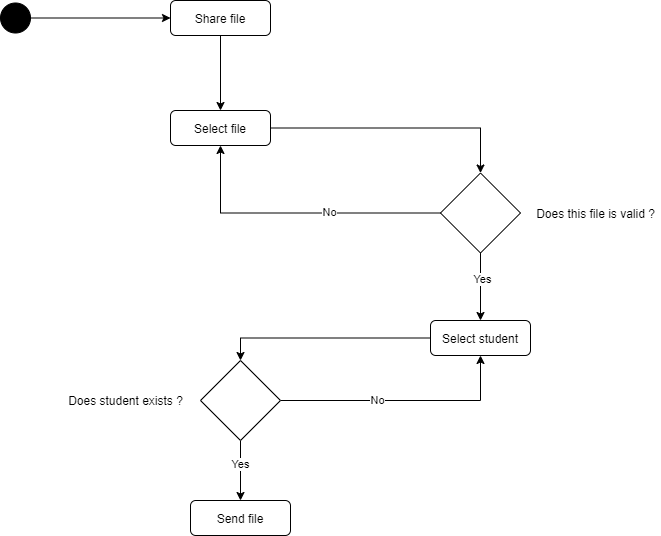 Share file
Select file
No
Does this file is valid ?
Yes
Select student
Does student exists ?
No
Yes
Send file